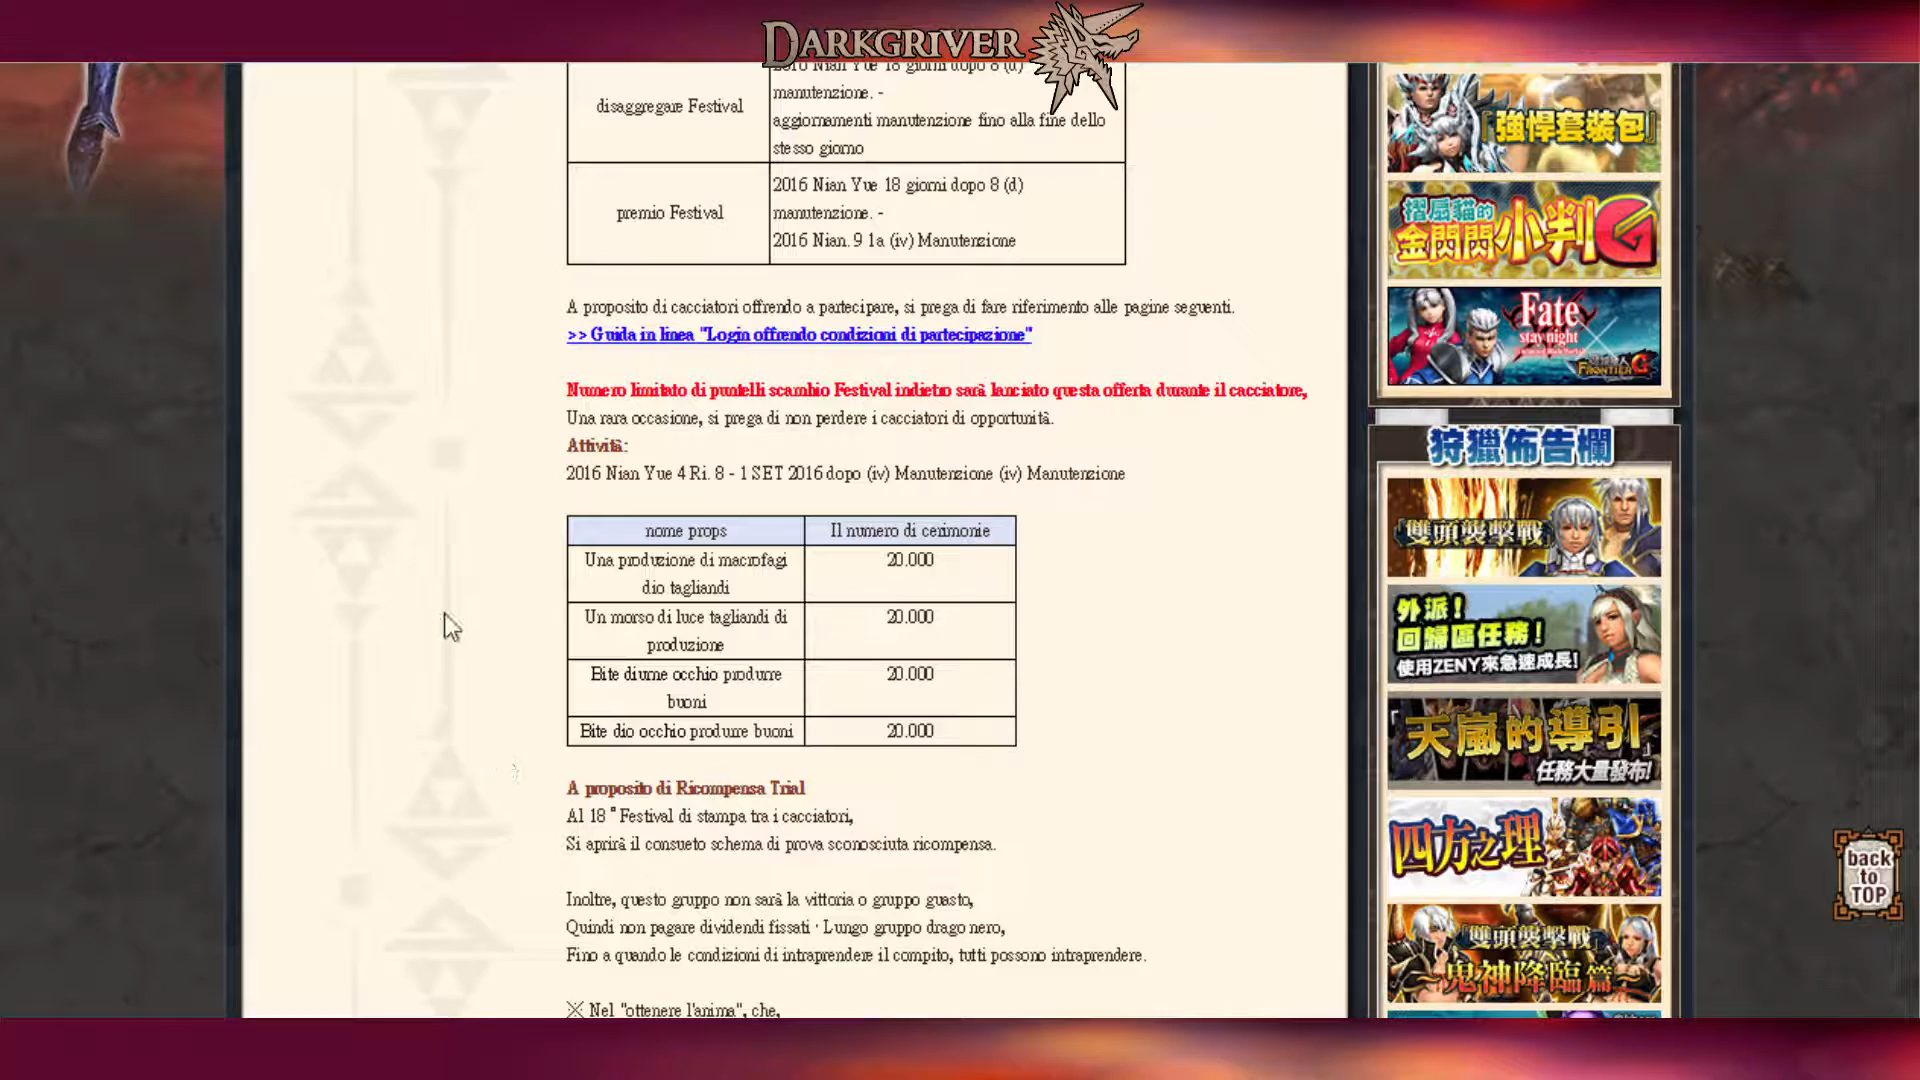 DARKGRIVER
2016 Nian Yue 18 giorni dopo 8 (d)
manutenzione. -
disaggregare Festival
aggiornamenti manutenzione fino alla fine dello
stesso giorno
2016 Nian Yue 18 giorni dopo 8 (d)
premio Festival
manutenzione. -
2016 Nian. 9 1a (iv) Manutenzione
A proposito di cacciatori offrendo a partecipare, si prega di fare riferimento alle pagine seguenti.
>> Guida in linea "Login offrendo condizioni di partecipazione"
Numero limitato di puntelli scambio Festival indietro sarà lanciato questa offerta durante il cacciatore,
Una rara occasione, si prega di non perdere i cacciatori di opportunità.
Attività:
2016 Nian Yue 4 Ri. 8 - 1 SET 2016 dopo (iv) Manutenzione (iv) Manutenzione
nome props Il numero di cerimonie
Una produzione di macrofagi 20.000
dio tagliandi
Un morso di luce tagliandi di 20.000
produzione
Bite diurne occhio produrre 20.000
buoni
Bite dio occhio produrre buoni 20.000
A proposito di Ricompensa Trial
Al 18 ° Festival di stampa tra i cacciatori,
Si aprirà il consueto schema di prova sconosciuta ricompensa.
Inoltre, questo gruppo non sarà la vittoria o gruppo guasto,
Quindi non pagare dividendi fissati · Lungo gruppo drago nero,
Fino a quando le condizioni di intraprendere il compito, tutti possono intraprendere.
※ Nel "ottenere l'anima", che,
『強悍套裝包』
摺扇貓的
金閃閃小判G
Fate
stay night
FRONTIER G
狩獵佈告欄
『雙頭襲擊戰』
外派!
回歸區任務!
使用ZENY來急速成長!
「天嵐的導引」
任務大量發布!
四方之理
『雙頭襲擊戰』
~鬼神降臨篇~
back
to
TOP